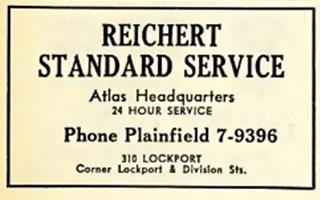 REICHERT
STANDARD SERVICE
Atlas Headquarters
24 HOUR SERVICE
Phone Plainfield 7-9396
310 LOCKPORT
Corner Lockport & Division Sts.